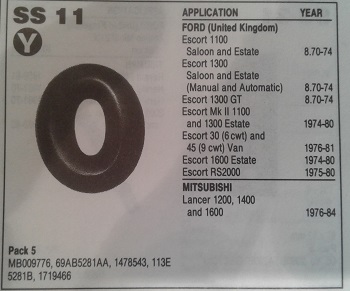 SS 11
Y
APPLICATION YEAR
FORD (United Kingdom)
Escort 1100
Saloon and Estate 8.70-74
Escort 1300
Saloon and Estate
(Manual and Automatic) 8.70-74
Escort 1300 GT 8.70-74
Escort Mk II 1100
and 1300 Estate 1974-80
Escort 30 (6 cwt) and
45 (9 cwt) Van 1976-81
Escort 1600 Estate 1974-80
Escort RS2000 1975-80
MITSUBISHI
Lancer 1200, 1400
and 1600 1976-84
Pack 5
MB009776, 69AB5281AA, 1478543, 113E
5281B, 1719466